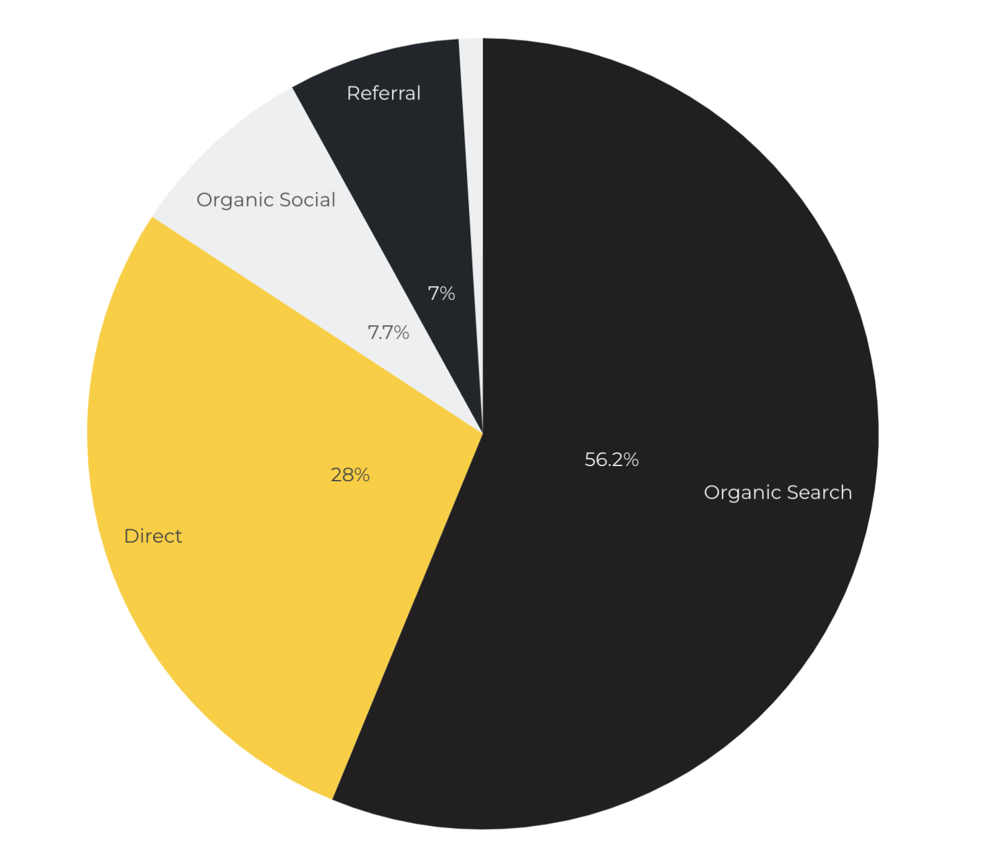 Referral
Organic Social
7%
7.7%
56.2%
28%
Organic Search
Direct